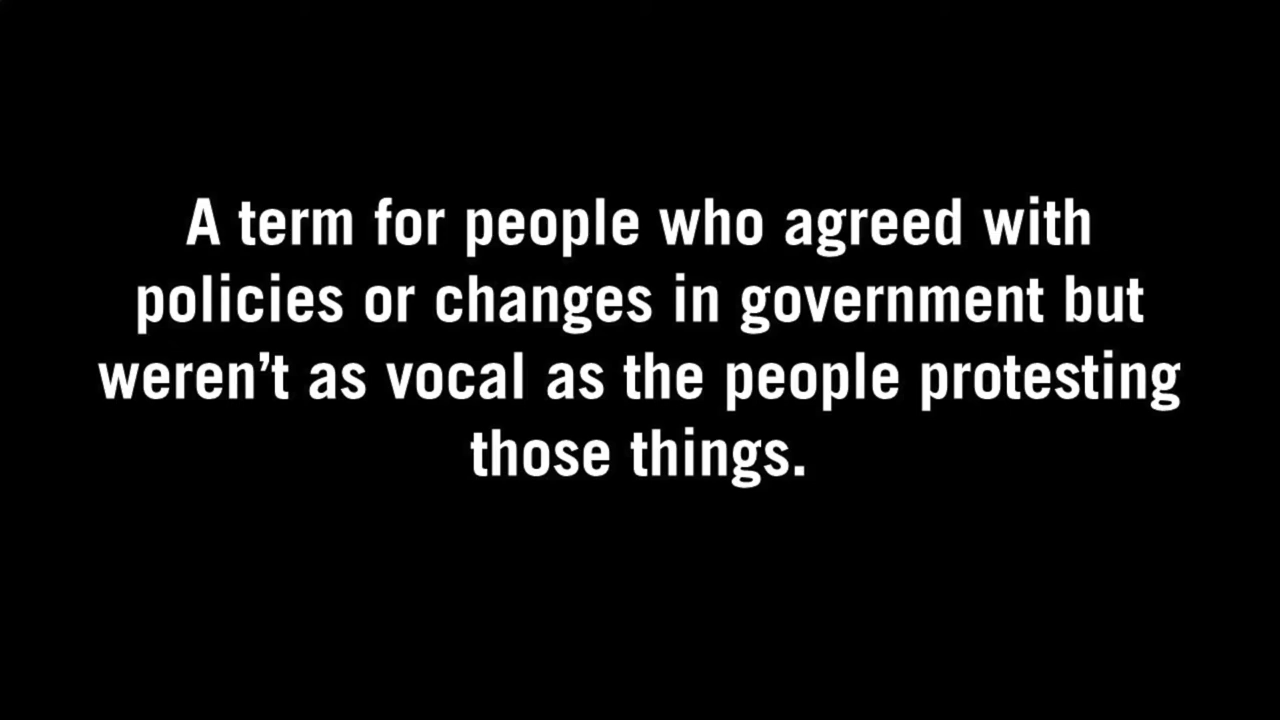 A term for people who agreed with
policies or changes in government but
weren’t as vocal as the people protesting
those things.